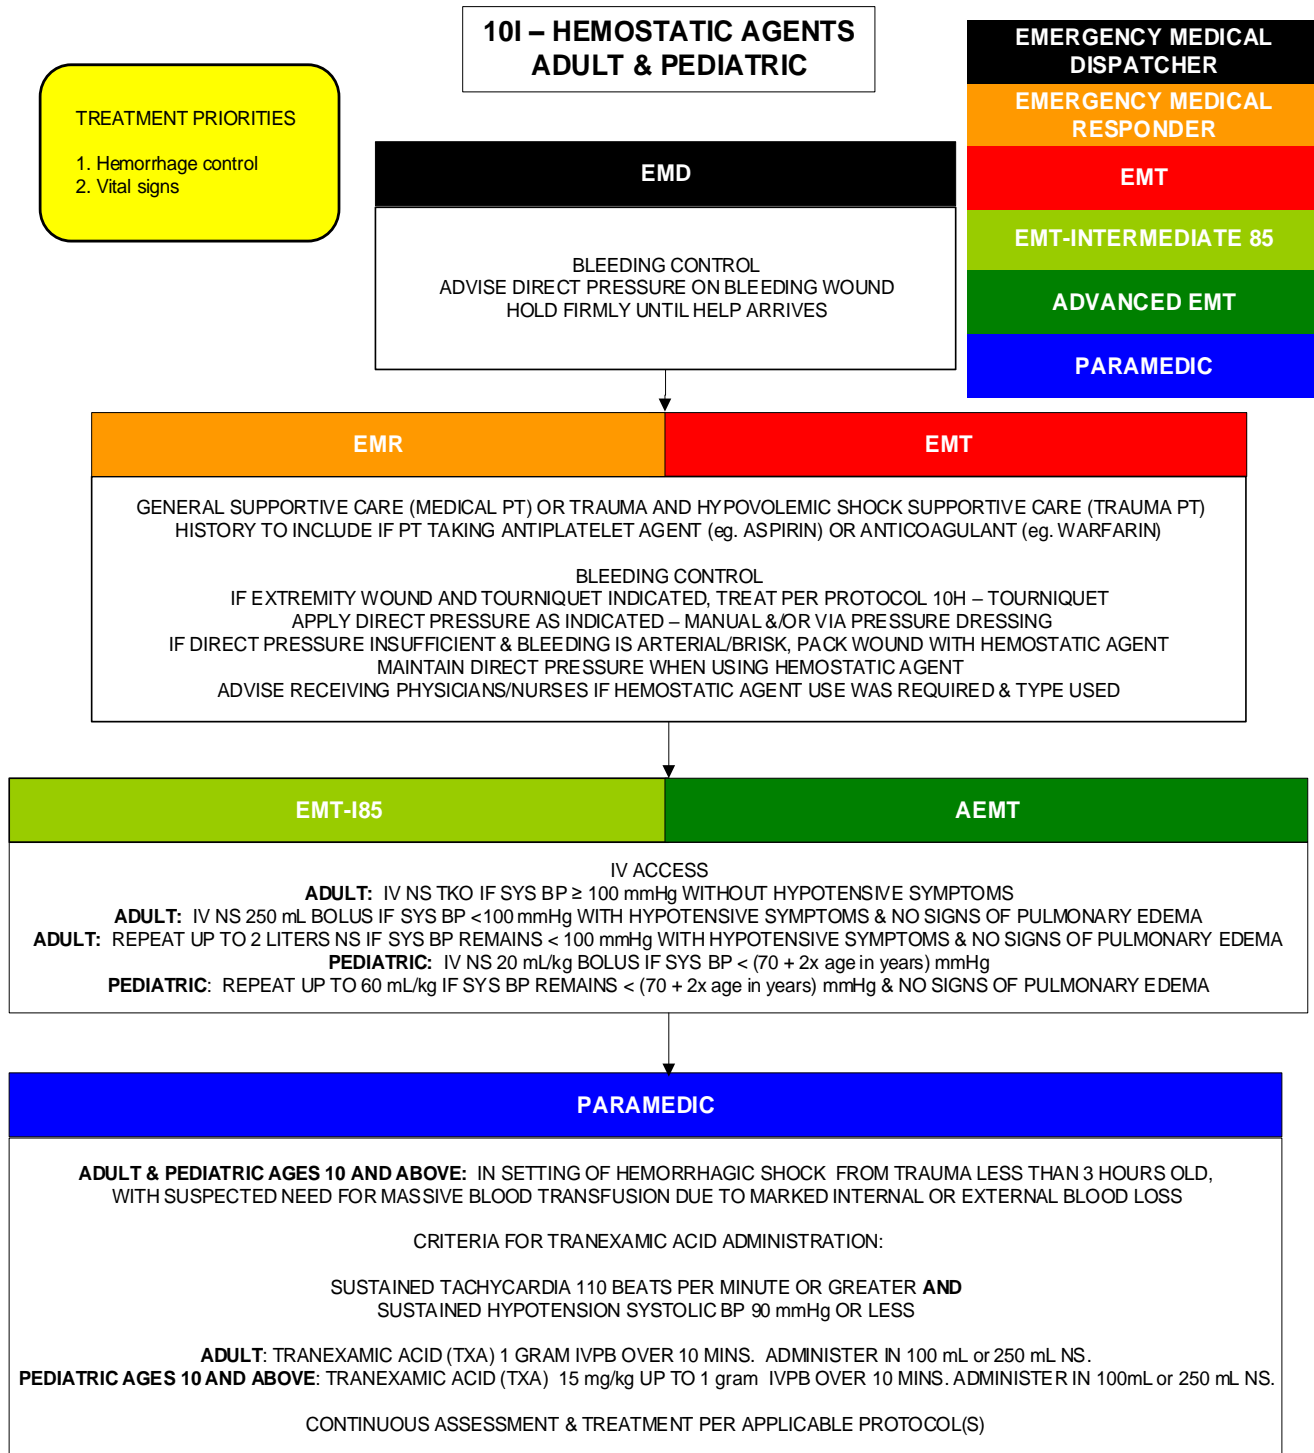 10I – HEMOSTATIC AGENTS
ADULT & PEDIATRIC
EMERGENCY MEDICAL
DISPATCHER
EMERGENCY MEDICAL
RESPONDER
EMT
EMT-INTERMEDIATE 85
ADVANCED EMT
PARAMEDIC
TREATMENT PRIORITIES
1. Hemorrhage control
2. Vital signs
EMD
BLEEDING CONTROL
ADVISE DIRECT PRESSURE ON BLEEDING WOUND
HOLD FIRMLY UNTIL HELP ARRIVES
EMR
EMT
GENERAL SUPPORTIVE CARE (MEDICAL PT) OR TRAUMA AND HYPOVOLEMIC SHOCK SUPPORTIVE CARE (TRAUMA PT)
HISTORY TO INCLUDE IF PT TAKING ANTIPLATELET AGENT (eg. ASPIRIN) OR ANTICOAGULANT (eg. WARFARIN)
BLEEDING CONTROL
IF EXTREMITY WOUND AND TOURNIQUET INDICATED, TREAT PER PROTOCOL 10H – TOURNIQUET
APPLY DIRECT PRESSURE AS INDICATED – MANUAL &/OR VIA PRESSURE DRESSING
IF DIRECT PRESSURE INSUFFICIENT & BLEEDING IS ARTERIAL/BRISK, PACK WOUND WITH HEMOSTATIC AGENT
MAINTAIN DIRECT PRESSURE WHEN USING HEMOSTATIC AGENT
ADVISE RECEIVING PHYSICIANS/NURSES IF HEMOSTATIC AGENT USE WAS REQUIRED & TYPE USED
EMT-I85
AEMT
IV ACCESS
ADULT: IV NS TKO IF SYS BP ≥ 100 mmHg WITHOUT HYPOTENSIVE SYMPTOMS
ADULT: IV NS 250 mL BOLUS IF SYS BP <100 mmHg WITH HYPOTENSIVE SYMPTOMS & NO SIGNS OF PULMONARY EDEMA
ADULT: REPEAT UP TO 2 LITERS NS IF SYS BP REMAINS < 100 mmHg WITH HYPOTENSIVE SYMPTOMS & NO SIGNS OF PULMONARY EDEMA
PEDIATRIC: IV NS 20 mL/kg BOLUS IF SYS BP < (70 + 2x age in years) mmHg
PEDIATRIC: REPEAT UP TO 60 mL/kg IF SYS BP REMAINS < (70 + 2x age in years) mmHg & NO SIGNS OF PULMONARY EDEMA
PARAMEDIC
ADULT & PEDIATRIC AGES 10 AND ABOVE: IN SETTING OF HEMORRHAGIC SHOCK FROM TRAUMA LESS THAN 3 HOURS OLD,
WITH SUSPECTED NEED FOR MASSIVE BLOOD TRANSFUSION DUE TO MARKED INTERNAL OR EXTERNAL BLOOD LOSS
CRITERIA FOR TRANEXAMIC ACID ADMINISTRATION:
SUSTAINED TACHYCARDIA 110 BEATS PER MINUTE OR GREATER AND
SUSTAINED HYPOTENSION SYSTOLIC BP 90 mmHg OR LESS
ADULT: TRANEXAMIC ACID (TXA) 1 GRAM IVPB OVER 10 MINS. ADMINISTER IN 100 mL or 250 mL NS.
PEDIATRIC AGES 10 AND ABOVE: TRANEXAMIC ACID (TXA) 15 mg/kg UP TO 1 gram IVPB OVER 10 MINS. ADMINISTER IN 100mL or 250 mL NS.
CONTINUOUS ASSESSMENT & TREATMENT PER APPLICABLE PROTOCOL(S)